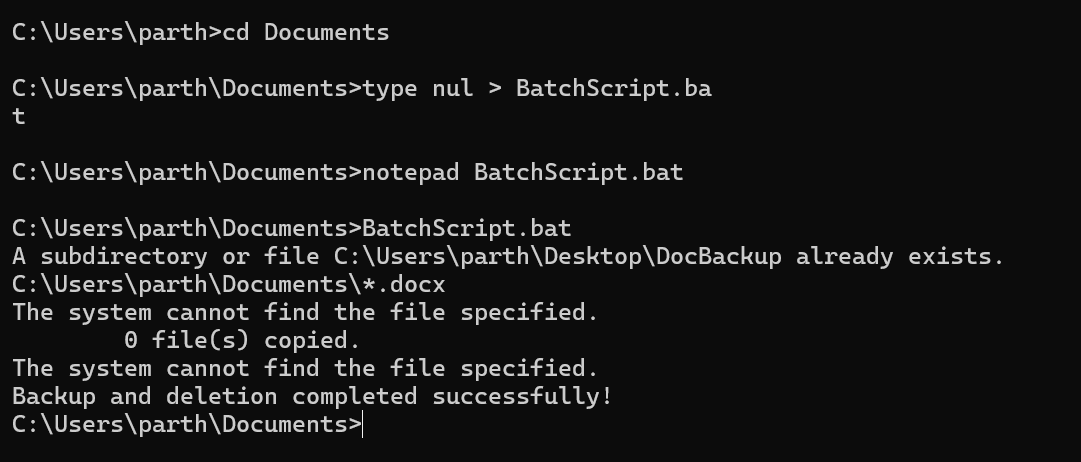 C:\Users\parth>cd Documents
C:\Users\parth\Documents>type nul > BatchScript.ba
t
C:\Users\parth\Documents>notepad BatchScript.bat
C:\Users\parth\Documents>BatchScript.bat
A subdirectory or file C:\Users\parth\Desktop\DocBackup already exists.
C:\Users\parth\Documents\*.docx
The system cannot find the file specified.
        0 file(s) copied.
The system cannot find the file specified.
Backup and deletion completed successfully!
C:\Users\parth\Documents>